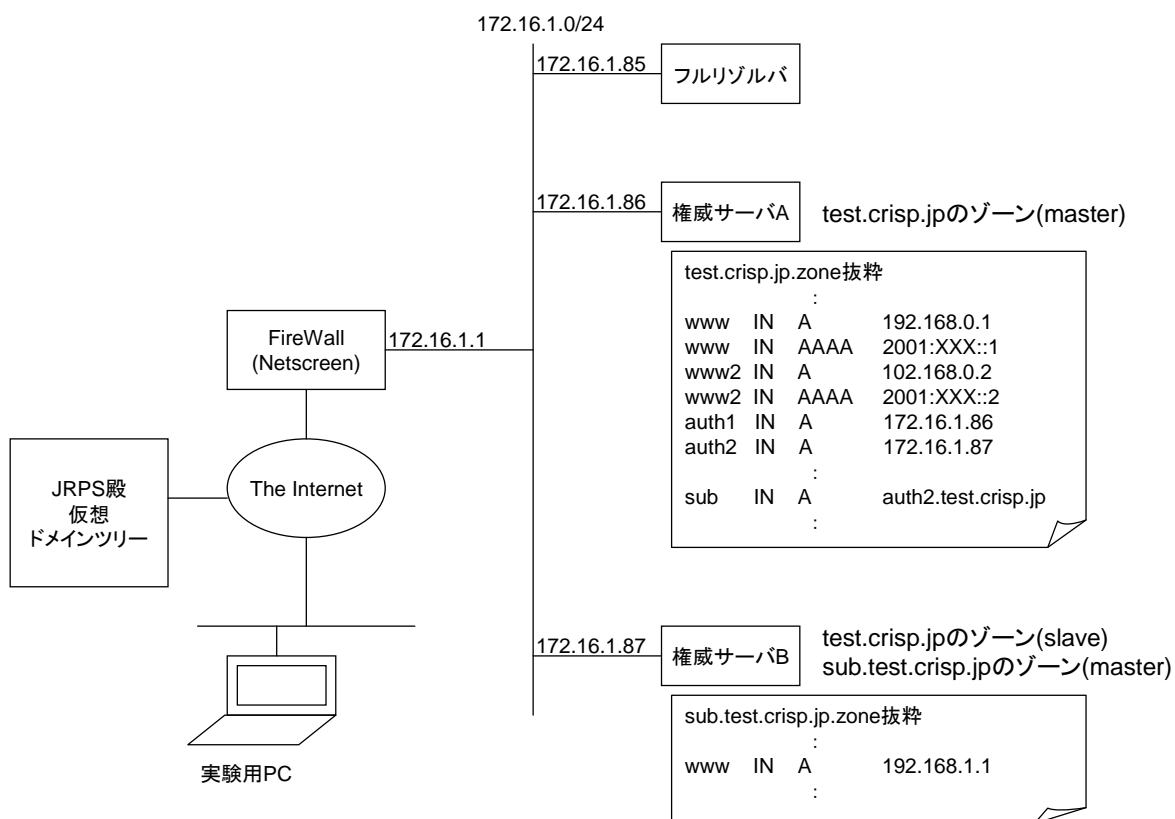 172.16.1.0/24
172.16.1.85
フルリゾルバ
172.16.1.86
権威サーバA
test.crisp.jpのゾーン(master)
test.crisp.jp.zone抜粋
:
www IN A 192.168.0.1
www IN AAAA 2001:XXX::1
www2 IN A 102.168.0.2
www2 IN AAAA 2001:XXX::2
auth1 IN A 172.16.1.86
auth2 IN A 172.16.1.87
:
sub IN A auth2.test.crisp.jp
:
FireWall
(Netscreen)
172.16.1.1
The Internet
JRPS殿
仮想
ドメインツリー
実験用PC
172.16.1.87
権威サーバB
test.crisp.jpのゾーン(slave)
sub.test.crisp.jpのゾーン(master)
sub.test.crisp.jp.zone抜粋
:
www IN A 192.168.1.1
: